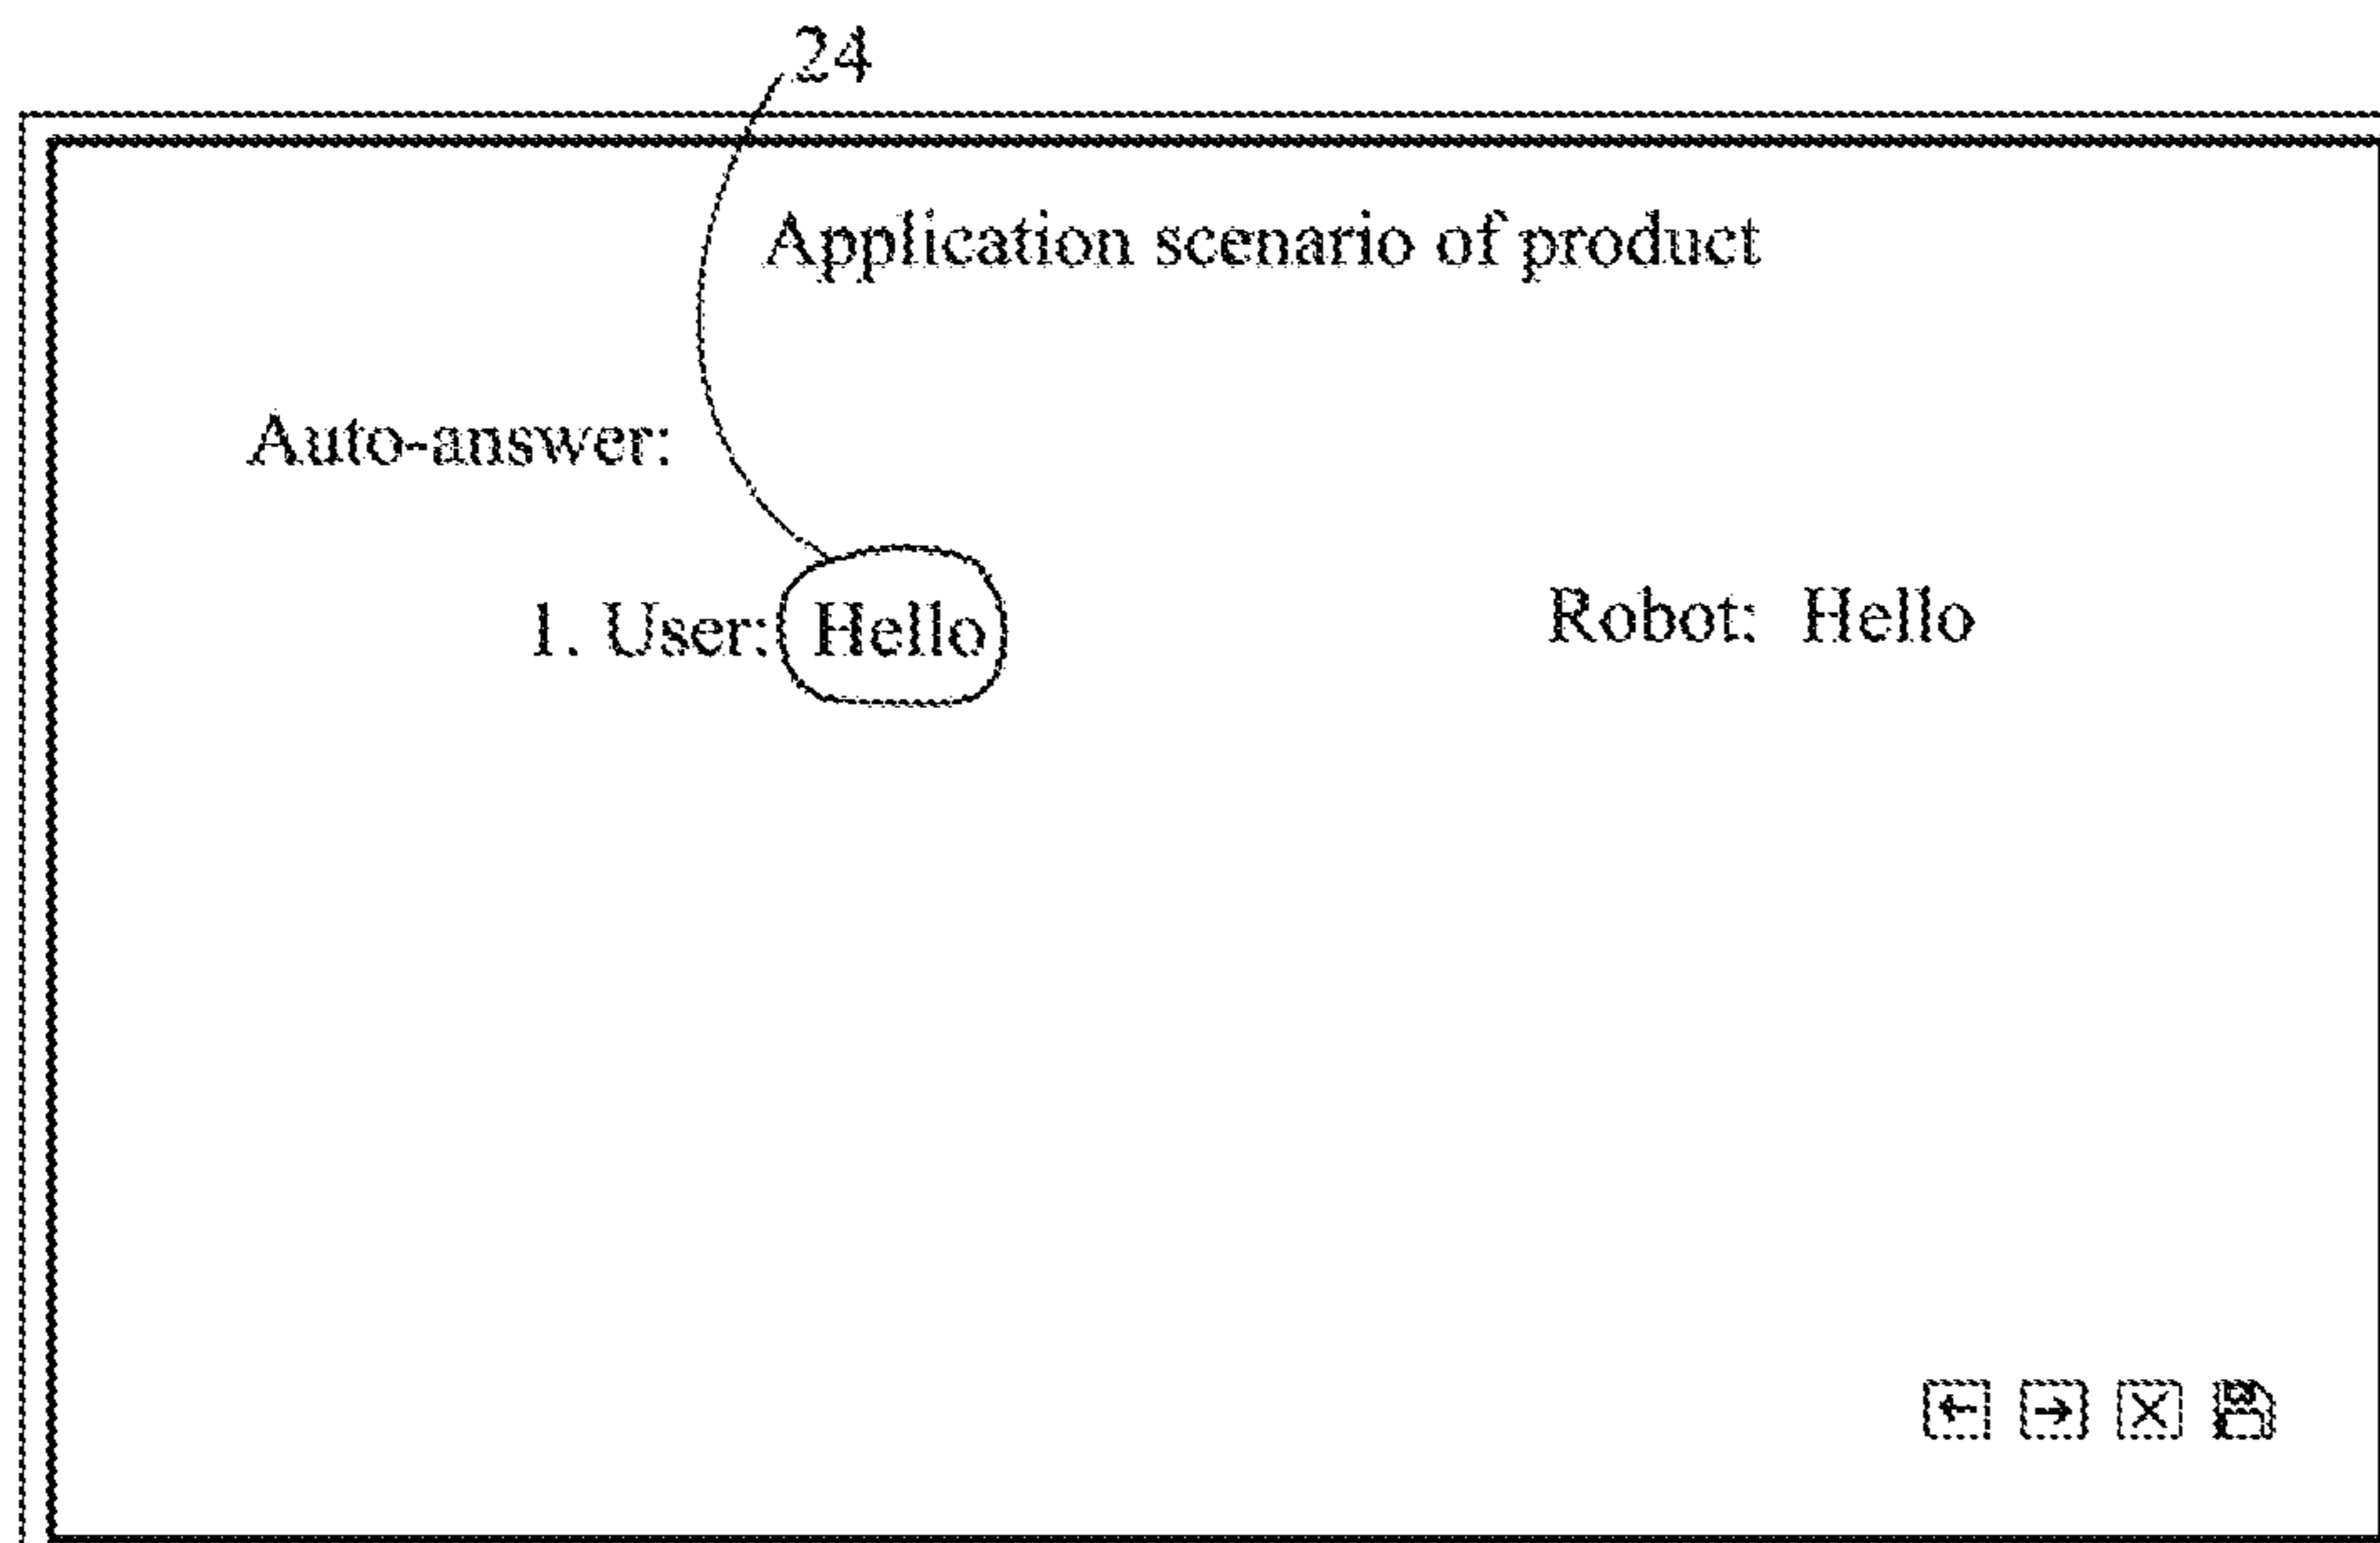 24
Application scenario of product
Auto-answer:
1. User: Hello
Robot: Hello